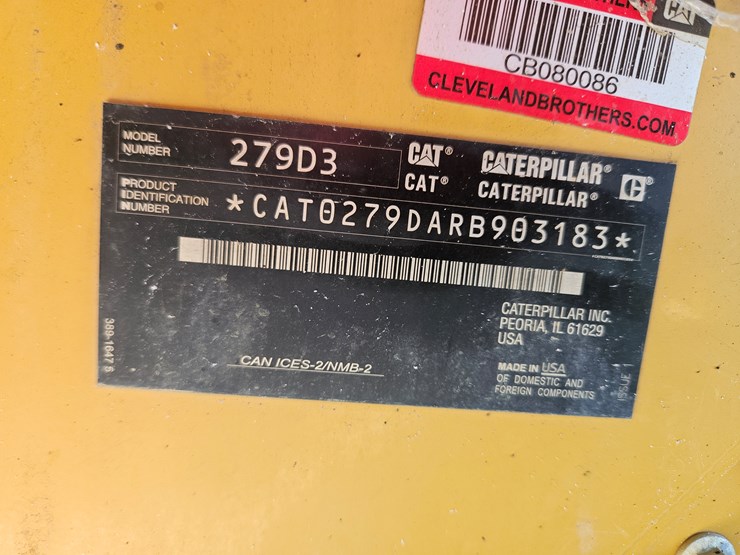 CB080086
CLEVELANDBROTHERS.COM
MODEL NUMBER 279D3
CAT® CATERPILLAR®
CAT® CATERPILLAR®
PRODUCT IDENTIFICATION NUMBER *CAT0279DARB903183*
CATERPILLAR INC.
PEORIA, IL 61629
USA
389-1647 5
CAN ICES-2/NMB-2
MADE IN USA
OF DOMESTIC AND
FOREIGN COMPONENTS
ISSUE